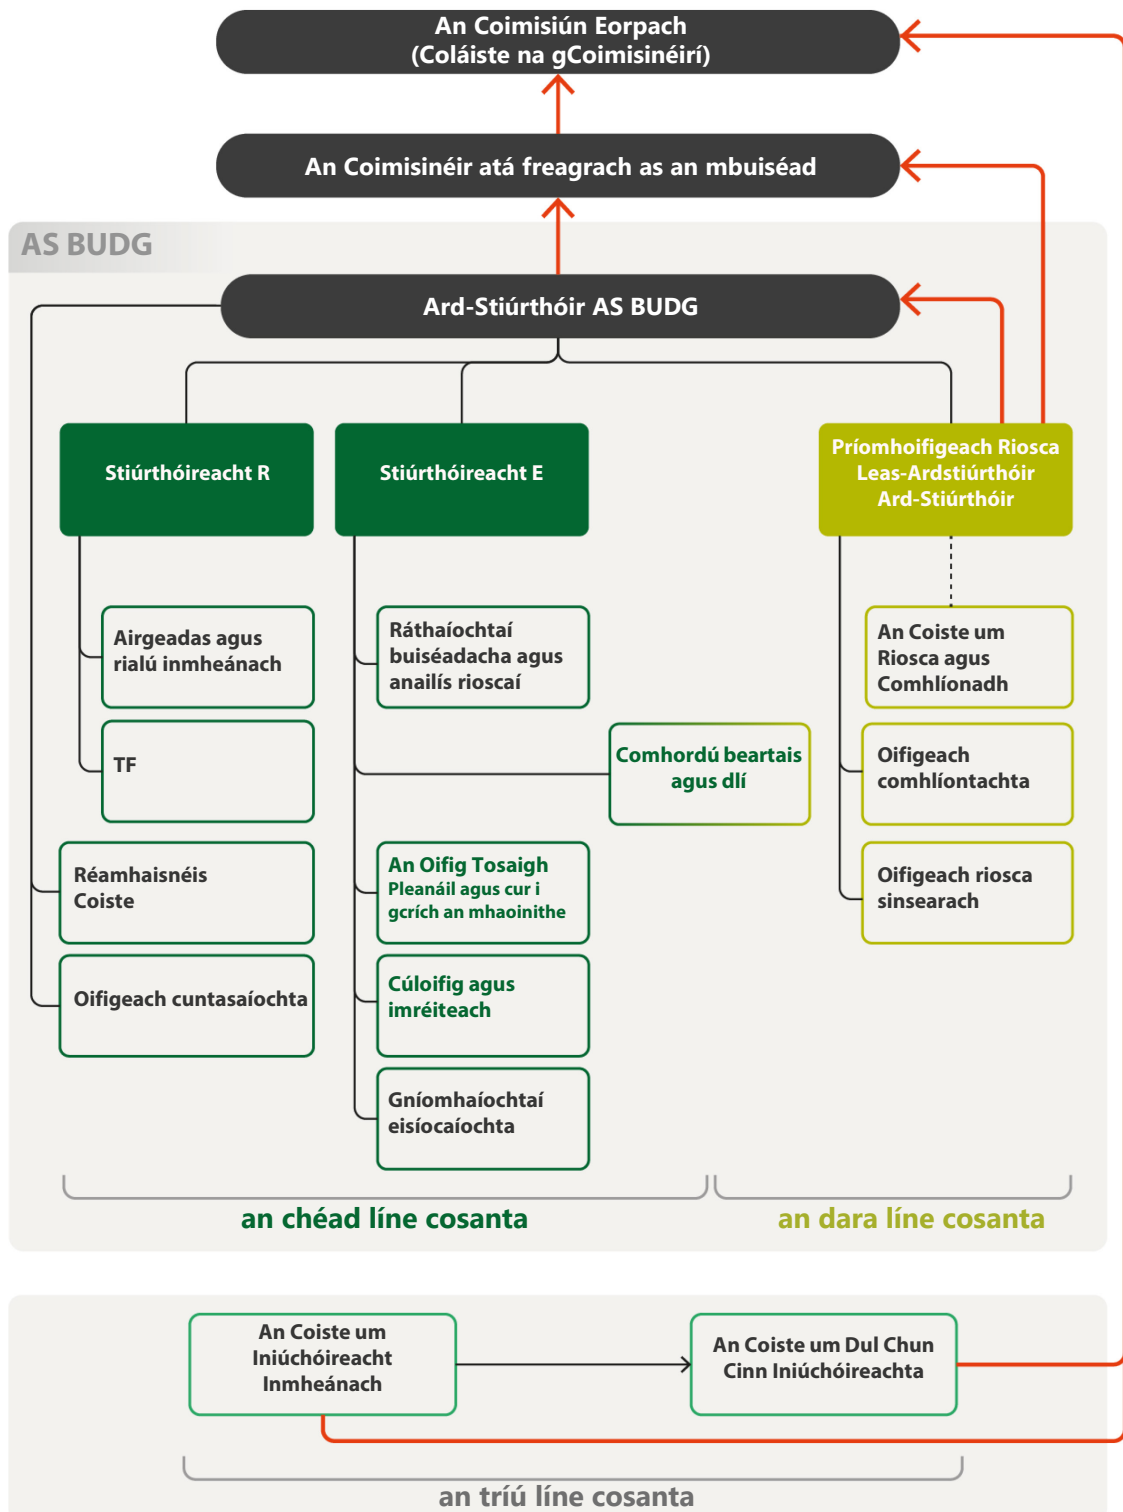 An Coimisiún Eorpach
(Coláiste na gCoimisinéirí)
An Coimisinéir atá freagrach as an mbuiséad
AS BUDG
Ard-Stiúrthóir AS BUDG
Stiúrthóireacht R
Stiúrthóireacht E
Príomhoifigeach Riosca
Leas-Ardstiúrthóir
Ard-Stiúrthóir
Airgeadas agus
rialú inmheánach
TF
Réamhaisnéis
Coiste
Oifigeach cuntasaíochta
Ráthaíochtaí
buiséadacha agus
anailís rioscaí
Comhordú beartais
agus dlí
An Oifig Tosaigh
Pleanáil agus cur i
gcrích an mhaoinithe
Cúloifig agus
imréiteach
Gníomhaíochtaí
eisíocaíochta
An Coiste um
Riosca agus
Comhlíonadh
Oifigeach
comhlíontachta
Oifigeach riosca
sinsearach
an chéad líne cosanta
an dara líne cosanta
An Coiste um
Iniúchóireacht
Inmheánach
An Coiste um Dul Chun
Cinn Iniúchóireachta
an tríú líne cosanta